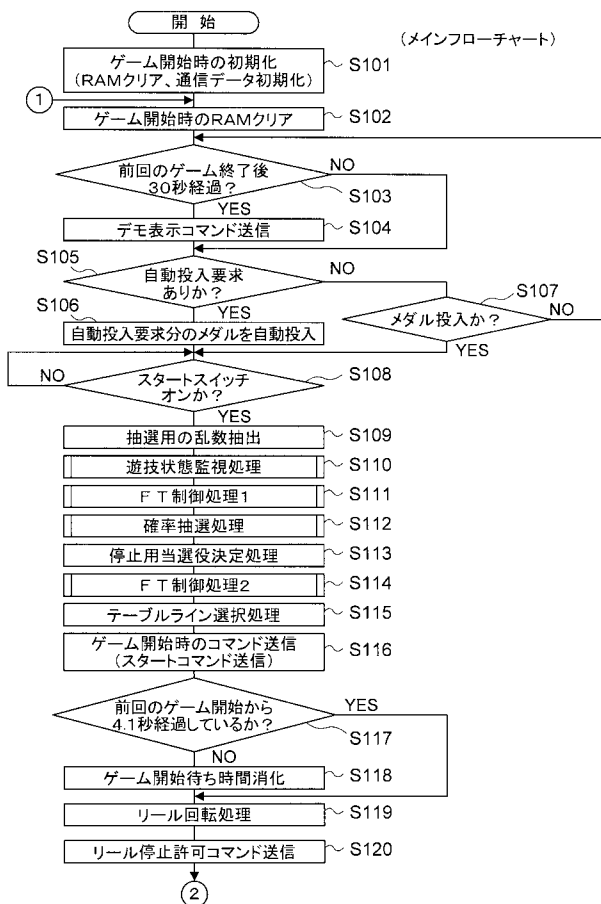 開始
(メインフローチャート)
ゲーム開始時の初期化
(RAMクリア、通信データ初期化)
S101
1
ゲーム開始時のRAMクリア
S102
前回のゲーム終了後
30秒経過?
NO
S103
YES
デモ表示コマンド送信
S104
S105
自動投入要求
ありか?
NO
YES
S106
自動投入要求分のメダルを自動投入
S107
メダル投入か?
NO
YES
スタートスイッチ
オンか?
NO
S108
YES
抽選用の乱数抽出
S109
遊技状態監視処理
S110
FT制御処理1
S111
確率抽選処理
S112
停止用当選役決定処理
S113
FT制御処理2
S114
テーブルライン選択処理
S115
ゲーム開始時のコマンド送信
(スタートコマンド送信)
S116
前回のゲーム開始から
4.1秒経過しているか?
YES
S117
NO
ゲーム開始待ち時間消化
S118
リール回転処理
S119
リール停止許可コマンド送信
S120
2